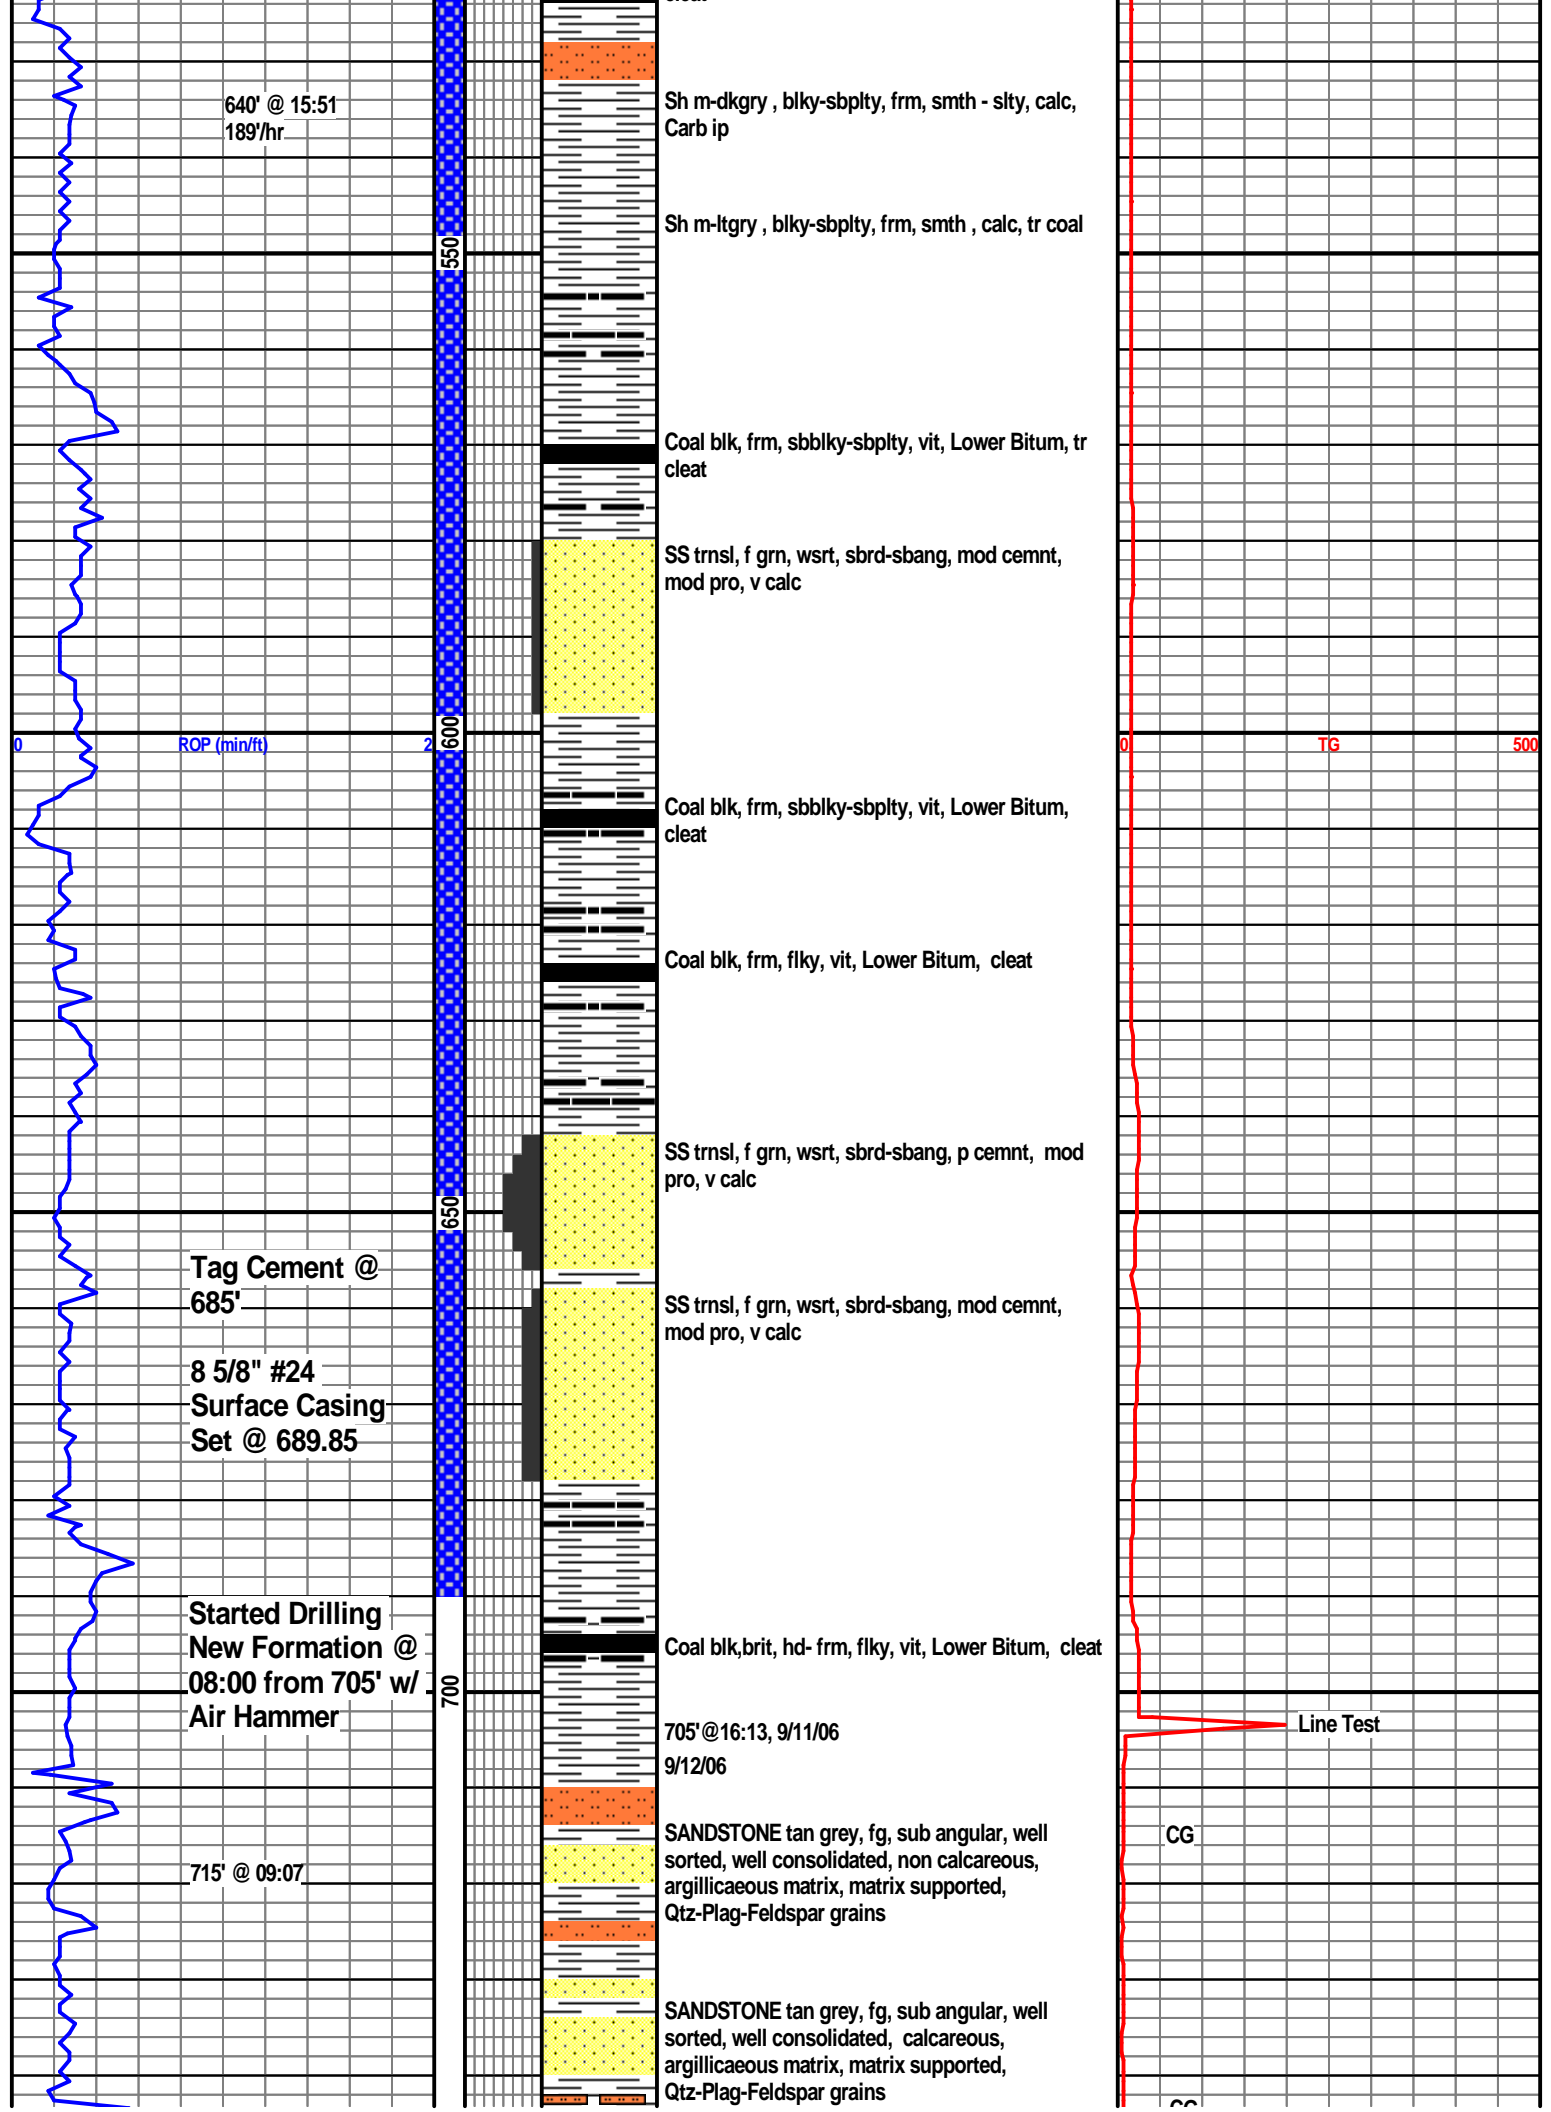 640' @ 15:51
189'/hr
Sh m-dkgry , blky-sbplty, frm, smth - slty, calc,
Carb ip
Sh m-ltgry , blky-sbplty, frm, smth , calc, tr coal
550
Coal blk, frm, sbblky-sbplty, vit, Lower Bitum, tr
cleat
SS trnsl, f grn, wsrt, sbrd-sbang, mod cemnt,
mod pro, v calc
0 ROP (min/ft) 2
600
0 TG 500
Coal blk, frm, sbblky-sbplty, vit, Lower Bitum,
cleat
Coal blk, frm, flky, vit, Lower Bitum, cleat
SS trnsl, f grn, wsrt, sbrd-sbang, p cemnt, mod
pro, v calc
650
Tag Cement @
685'
SS trnsl, f grn, wsrt, sbrd-sbang, mod cemnt,
mod pro, v calc
8 5/8" #24
Surface Casing
Set @ 689.85
Started Drilling
New Formation @
08:00 from 705' w/
Air Hammer
Coal blk,brit, hd- frm, flky, vit, Lower Bitum, cleat
700
705'@16:13, 9/11/06
9/12/06
Line Test
SANDSTONE tan grey, fg, sub angular, well
sorted, well consolidated, non calcareous,
argillicaeous matrix, matrix supported,
Qtz-Plag-Feldspar grains
CG
715' @ 09:07
SANDSTONE tan grey, fg, sub angular, well
sorted, well consolidated, calcareous,
argillicaeous matrix, matrix supported,
Qtz-Plag-Feldspar grains